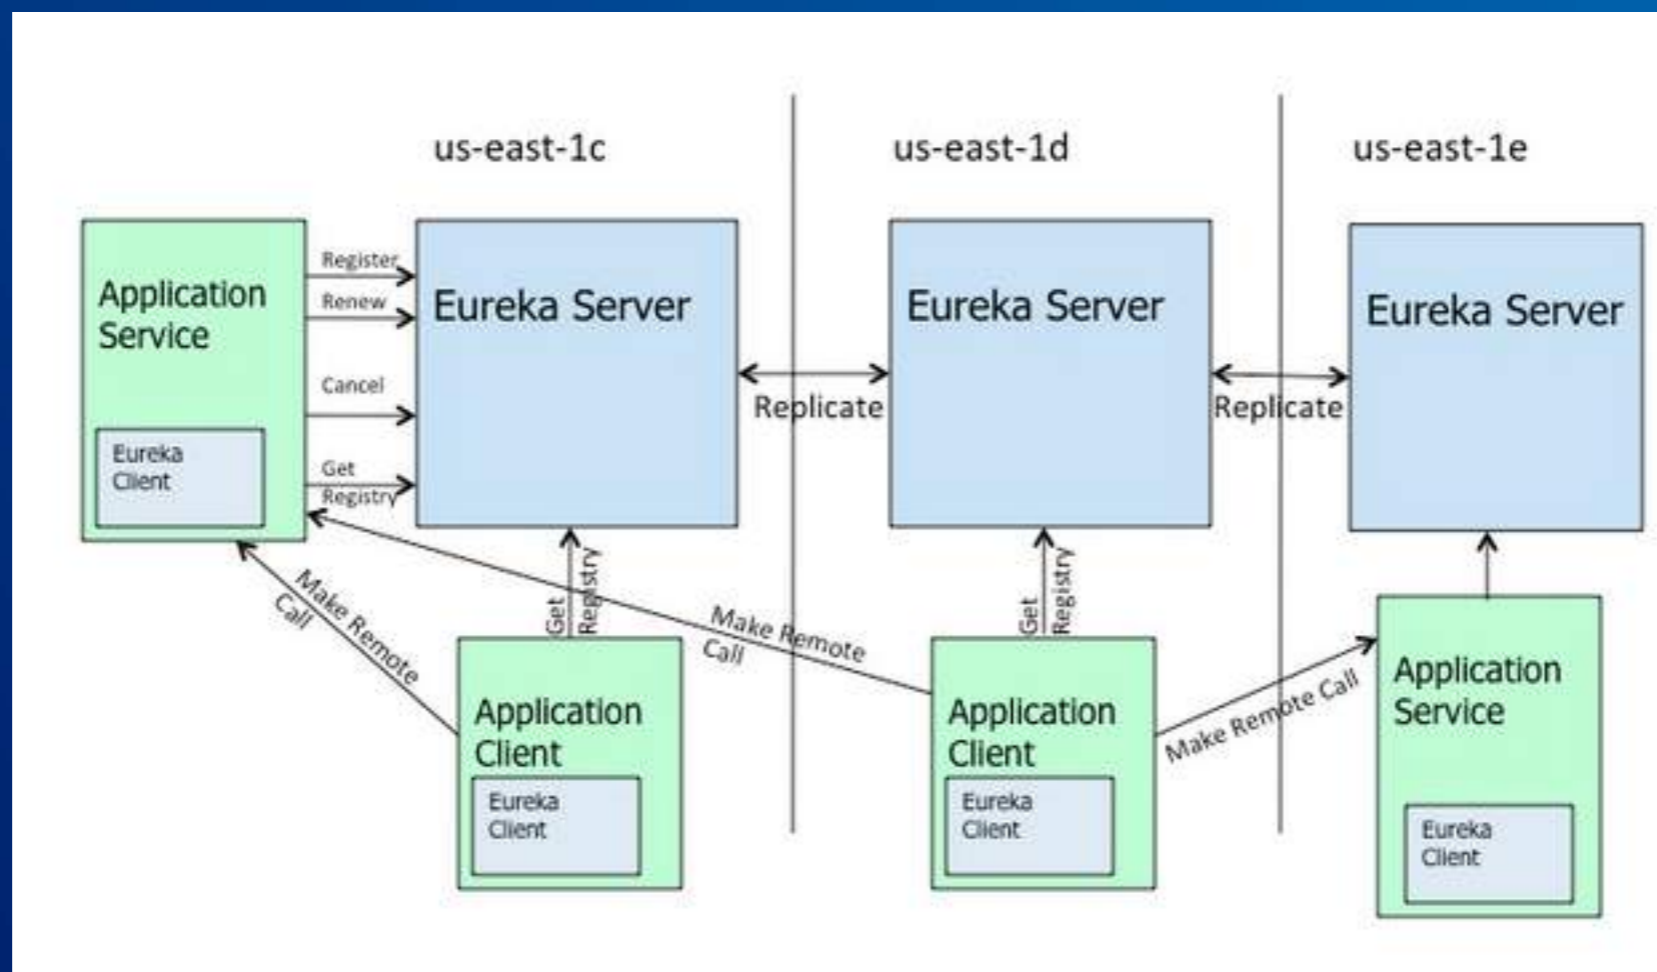 us-east-1c
us-east-1d
us-east-1e
Application
Service
Eureka
Client
Register
Renew
Cancel
Get
Registry
Eureka Server
Replicate
Eureka Server
Replicate
Eureka Server
Make Remote
Call
Get
Registry
Make Remote
Call
Get
Registry
Make Remote Call
Application
Client
Eureka
Client
Application
Client
Eureka
Client
Application
Service
Eureka
Client